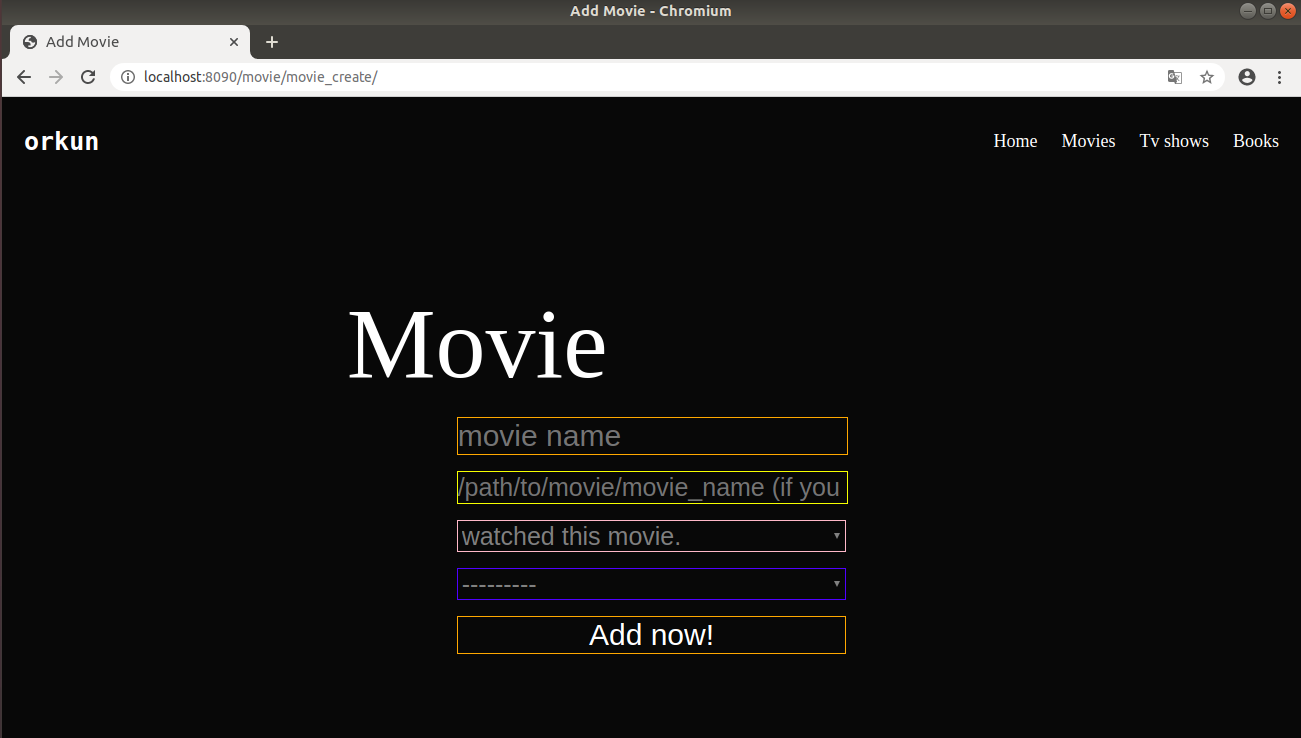 Add Movie - Chromium
Add Movie
localhost:8090/movie/movie_create/
orkun
Home Movies Tv shows Books
Movie
movie name
/path/to/movie/movie_name (if you
watched this movie.
---------
Add now!